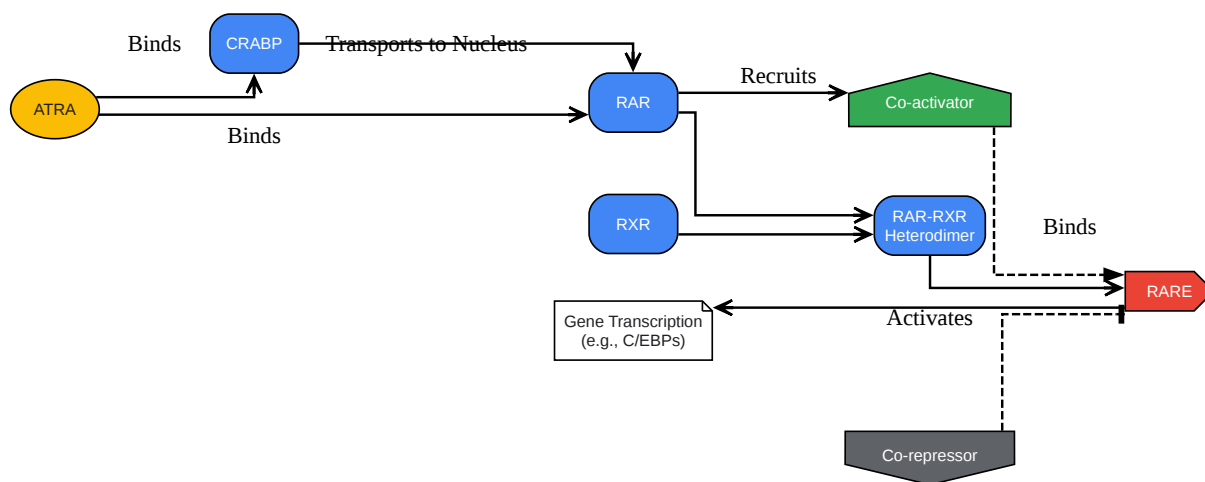 Binds
CRABP
Transports to Nucleus
ATRA
Binds
RAR
Recruits
Co-activator
RXR
RAR-RXR
Heterodimer
Binds
RARE
Gene Transcription
(e.g., C/EBPs)
Activates
Co-repressor